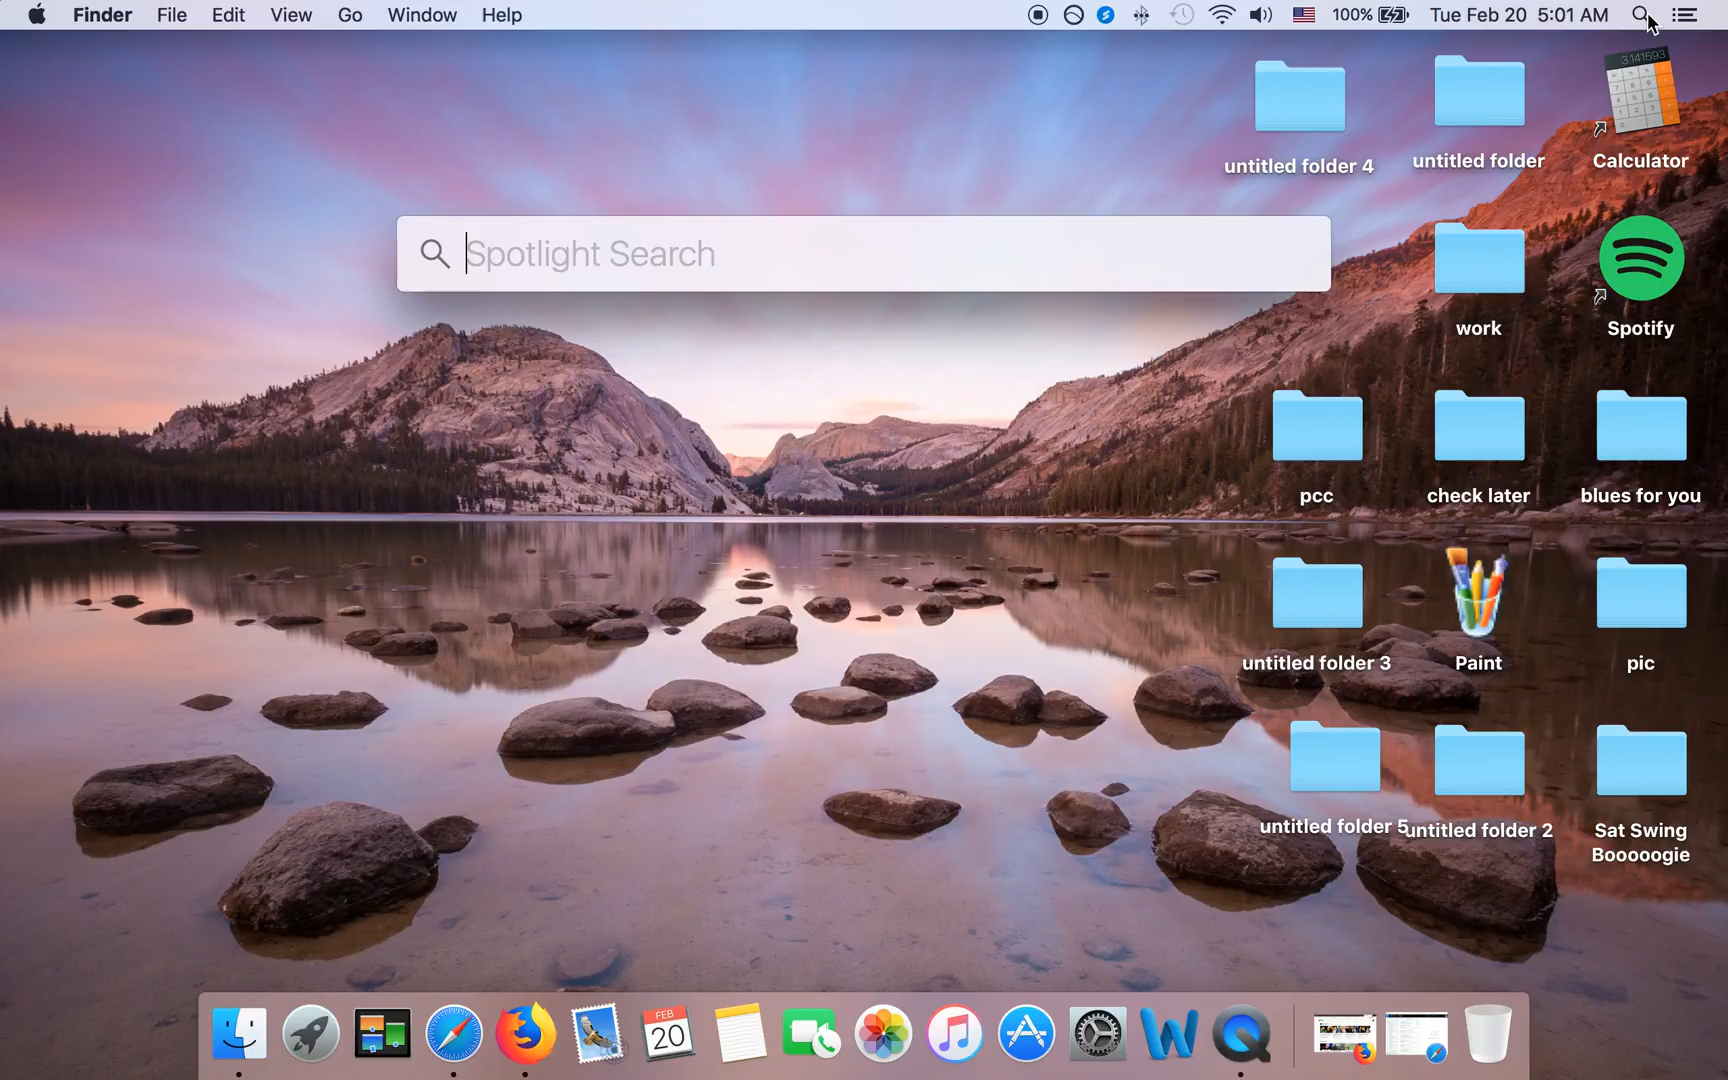 Finder File Edit View Go Window Help 100% Tue Feb 20 5:01 AM
Spotlight Search
untitled folder 4
untitled folder
3.141593
Calculator
work
Spotify
pcc
check later
blues for you
untitled folder 3
Paint
pic
untitled folder 5
untitled folder 2
Sat Swing
Booooogie
FEB
20